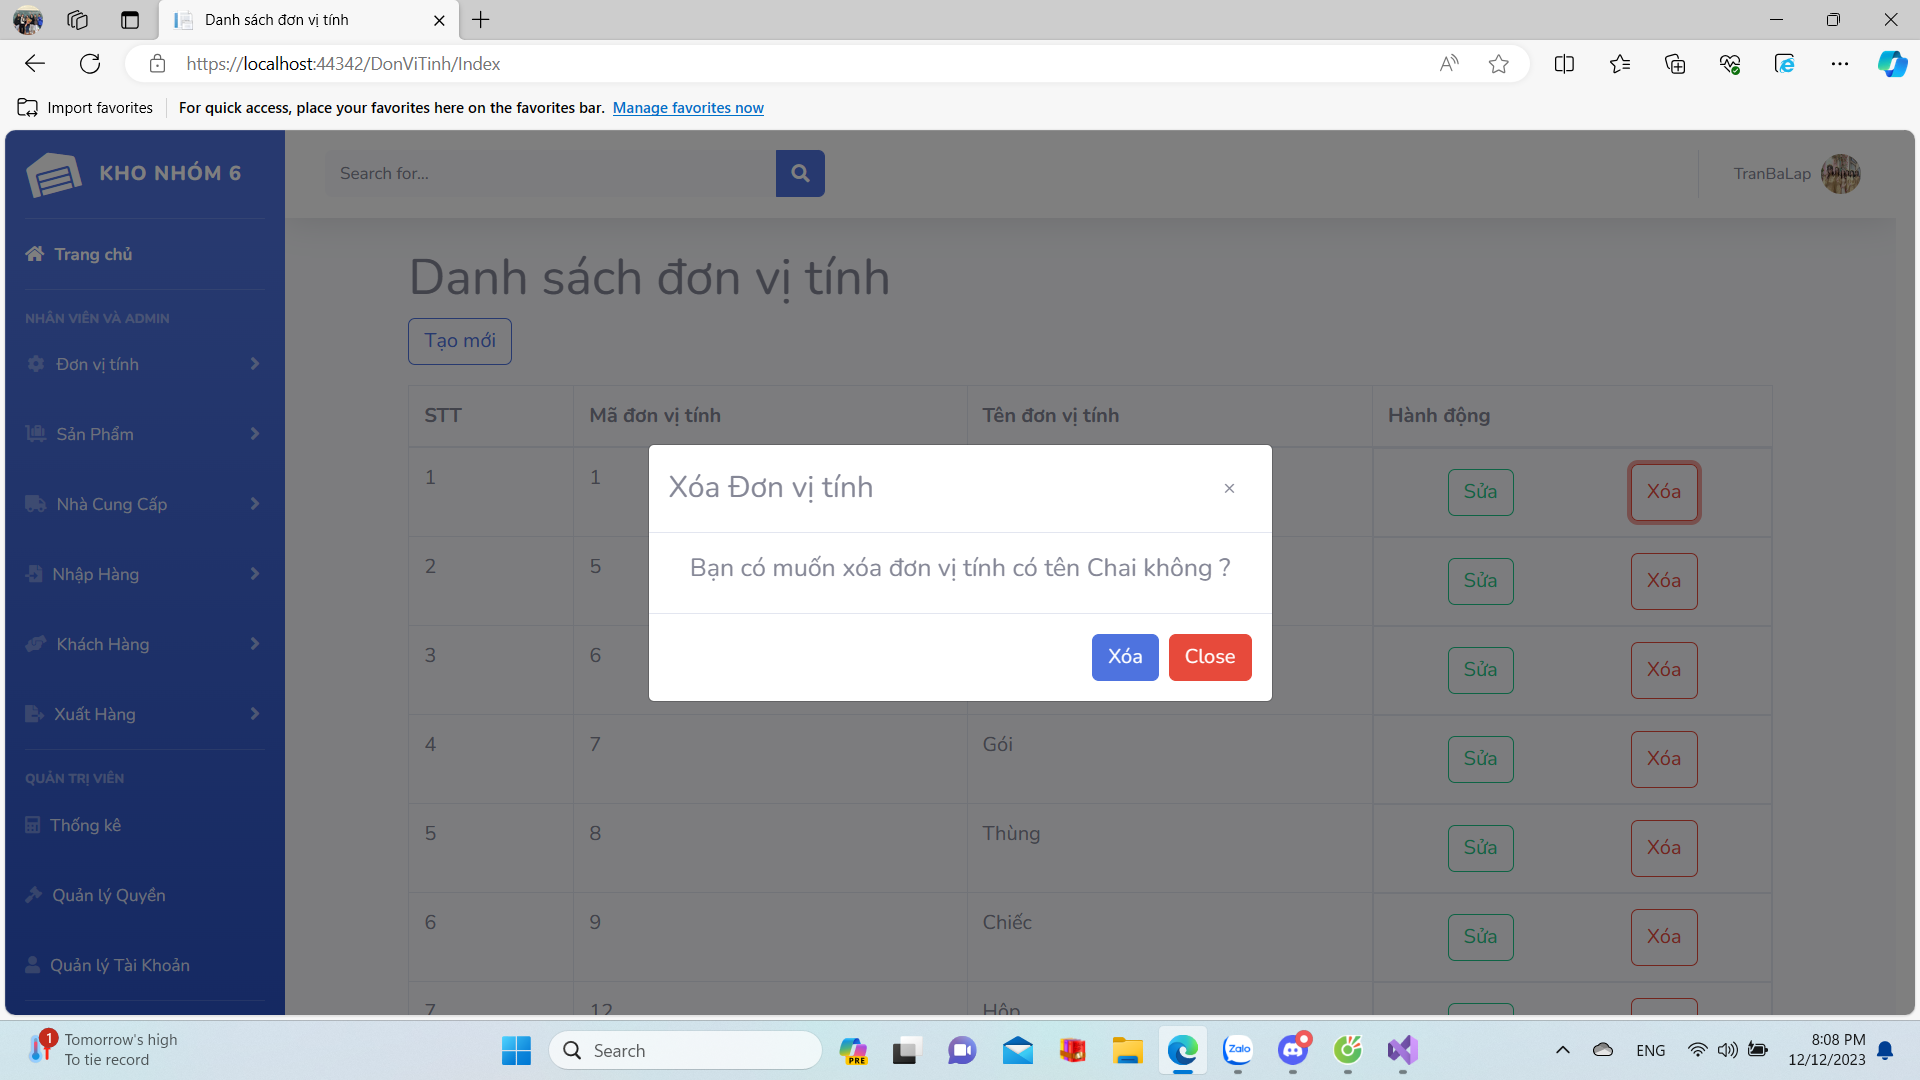 Danh sách đơn vị tính
https://localhost:44342/DonViTinh/Index
Import favorites
For quick access, place your favorites here on the favorites bar. Manage favorites now
KHO NHÓM 6
Search for...
TranBaLap
Trang chủ
NHÂN VIÊN VÀ ADMIN
Đơn vị tính
Sản Phẩm
Nhà Cung Cấp
Nhập Hàng
Khách Hàng
Xuất Hàng
QUẢN TRỊ VIÊN
Thống kê
Quản lý Quyền
Quản lý Tài Khoản
Danh sách đơn vị tính
Tạo mới
STT Mã đơn vị tính Tên đơn vị tính Hành động
1 1 Sửa Xóa
2 5 Sửa Xóa
3 6 Sửa Xóa
4 7 Gói Sửa Xóa
5 8 Thùng Sửa Xóa
6 9 Chiếc Sửa Xóa
7 12 Hộp
Xóa Đơn vị tính
×
Bạn có muốn xóa đơn vị tính có tên Chai không ?
Xóa Close
1
Tomorrow's high
To tie record
Search
PRE
Zalo
ENG
8:08 PM
12/12/2023